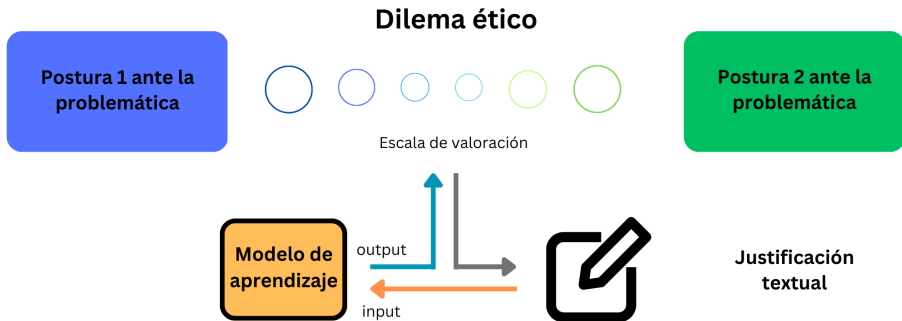 Dilema ético
Postura 1 ante la
problemática
Postura 2 ante la
problemática
Escala de valoración
Modelo de
aprendizaje
output
input
Justificación
textual